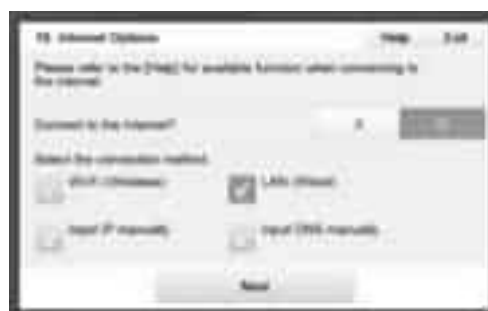 Internet Options
Help
Please refer to the [Help] for available function when connecting to
the internet.
Connect to the Internet?
Select the connection method.
Wi-Fi (Wireless)
LAN (Wired)
Input IP manually
Input DNS manually
Next